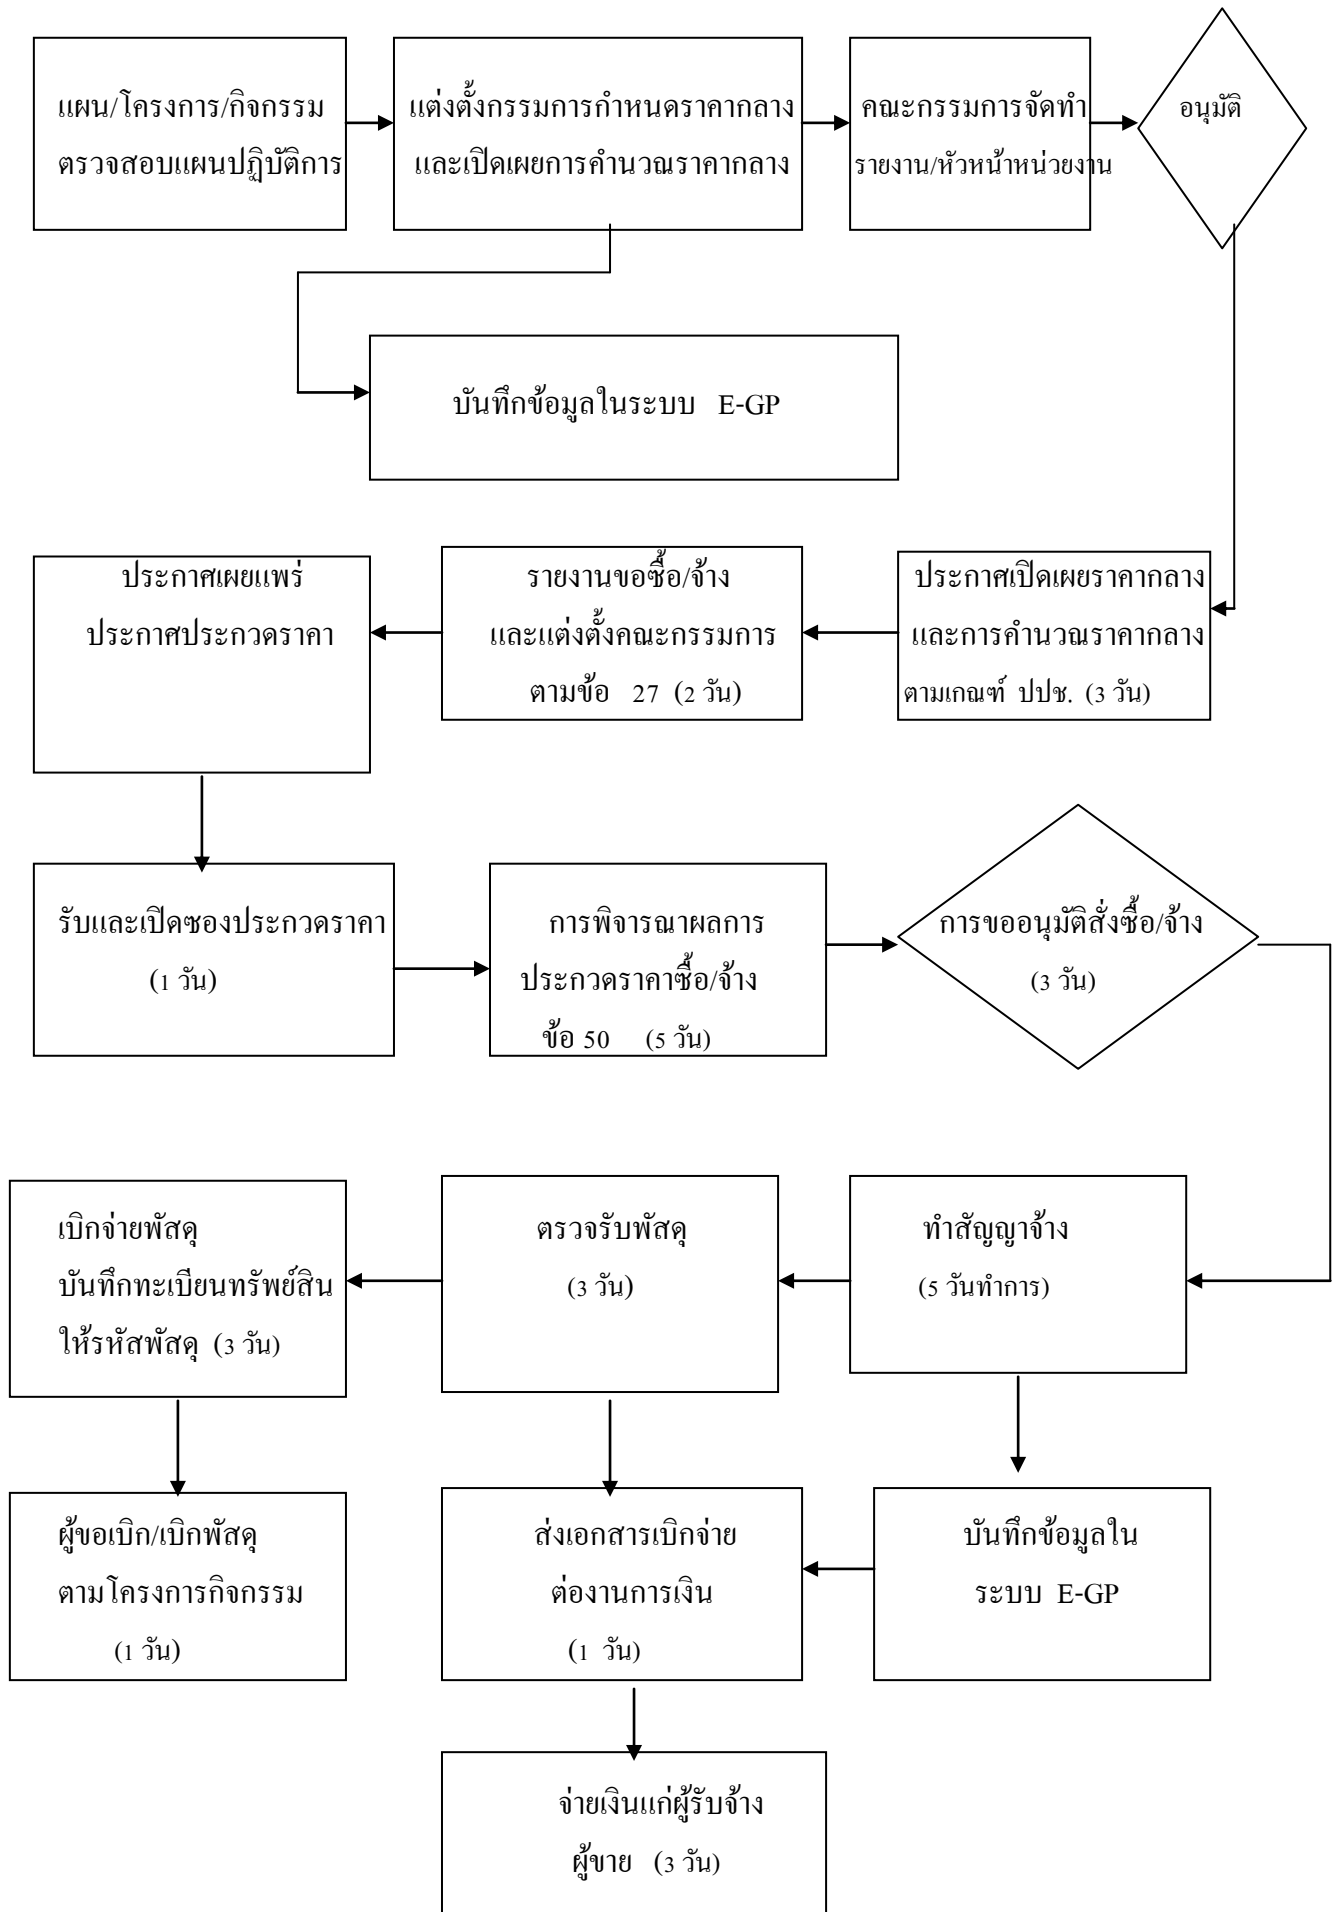 แผน/โครงการ/กิจกรรม
ตรวจสอบแผนปฏิบัติการ
แต่งตั้งกรรมการกำหนดราคากลาง
และเปิดเผยการคำนวณราคากลาง
คณะกรรมการจัดทำ
รายงาน/หัวหน้าหน่วยงาน
อนุมัติ
บันทึกข้อมูลในระบบ E-GP
ประกาศเผยแพร่
ประกาศประกวดราคา
รายงานขอซื้อ/จ้าง
และแต่งตั้งคณะกรรมการ
ตามข้อ 27 (2 วัน)
ประกาศเปิดเผยราคากลาง
และการคำนวณราคากลาง
ตามเกณฑ์ ปปช. (3 วัน)
รับและเปิดซองประกวดราคา
(1 วัน)
การพิจารณาผลการ
ประกวดราคาซื้อ/จ้าง
ข้อ 50 (5 วัน)
การขออนุมัติสั่งซื้อ/จ้าง
(3 วัน)
เบิกจ่ายพัสดุ
บันทึกทะเบียนทรัพย์สิน
ให้รหัสพัสดุ (3 วัน)
ตรวจรับพัสดุ
(3 วัน)
ทำสัญญาจ้าง
(5 วันทำการ)
ผู้ขอเบิก/เบิกพัสดุ
ตามโครงการกิจกรรม
(1 วัน)
ส่งเอกสารเบิกจ่าย
ต่องานการเงิน
(1 วัน)
บันทึกข้อมูลใน
ระบบ E-GP
จ่ายเงินแก่ผู้รับจ้าง
ผู้ขาย (3 วัน)